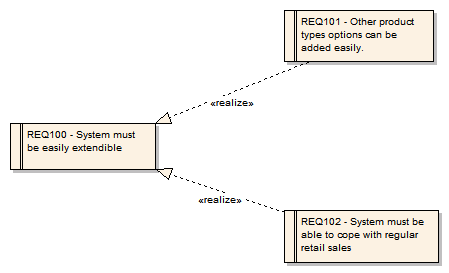 REQ101 - Other product
types options can be
added easily.
«realize»
REQ100 - System must
be easily extendible
«realize»
REQ102 - System must be
able to cope with regular
retail sales